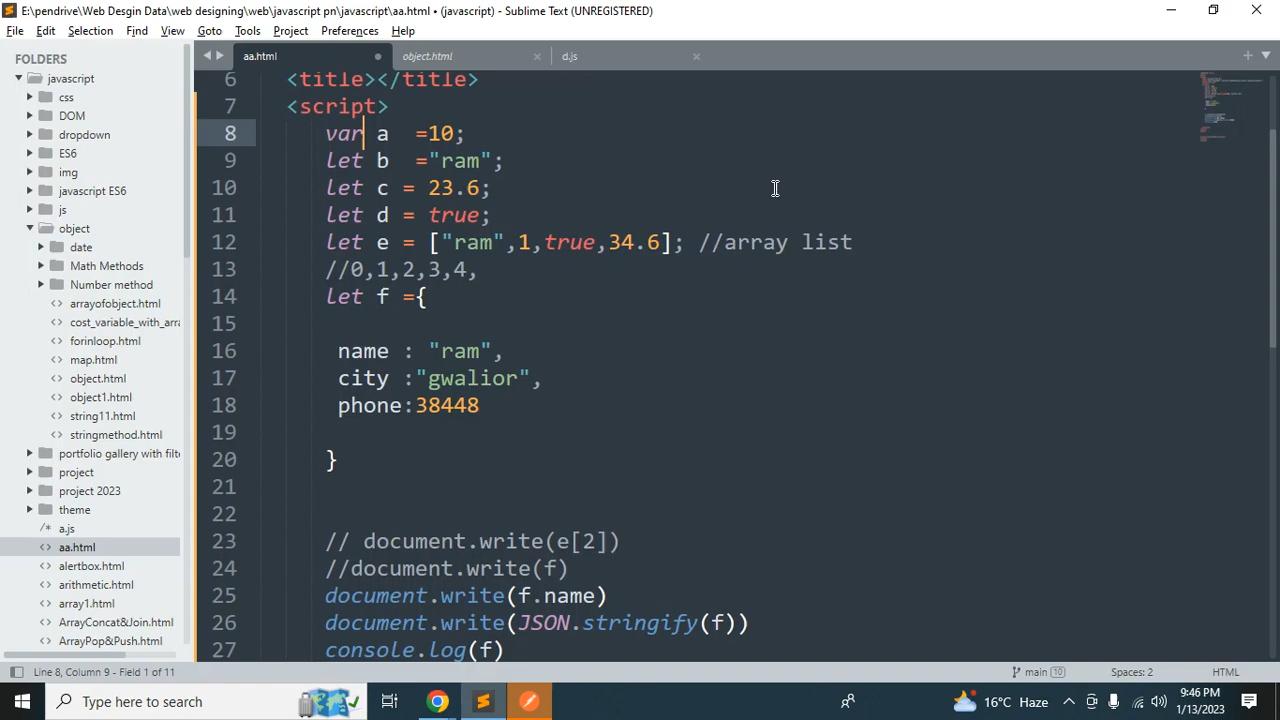 E:\pendrive\Web Desgin Data\web designing\web\javascript pn\javascript\aa.html • (javascript) - Sublime Text (UNREGISTERED)
File Edit Selection Find View Goto Tools Project Preferences Help
FOLDERS
javascript
css
DOM
dropdown
ES6
img
javascript ES6
js
object
date
Math Methods
Number method
arrayofobject.html
cost_variable_with_arra
forinloop.html
map.html
object.html
object1.html
string11.html
stringmethod.html
portfolio gallery with filte
project
project 2023
theme
a.js
aa.html
alertbox.html
arithmetic.html
array1.html
ArrayConcat&Join.html
ArrayPop&Push.html
aa.html object.html d.js
6 <title></title>
7 <script>
8 var a  =10;
9 let b  ="ram";
10 let c = 23.6;
11 let d = true;
12 let e = ["ram",1,true,34.6]; //array list
13 //0,1,2,3,4,
14 let f ={
15
16 name : "ram",
17 city :"gwalior",
18 phone:38448
19
20 }
21
22
23 // document.write(e[2])
24 //document.write(f)
25 document.write(f.name)
26 document.write(JSON.stringify(f))
27 console.log(f)
Line 8, Column 9 - Field 1 of 11 main 10 Spaces: 2 HTML
Type here to search 16°C Haze 9:46 PM
1/13/2023